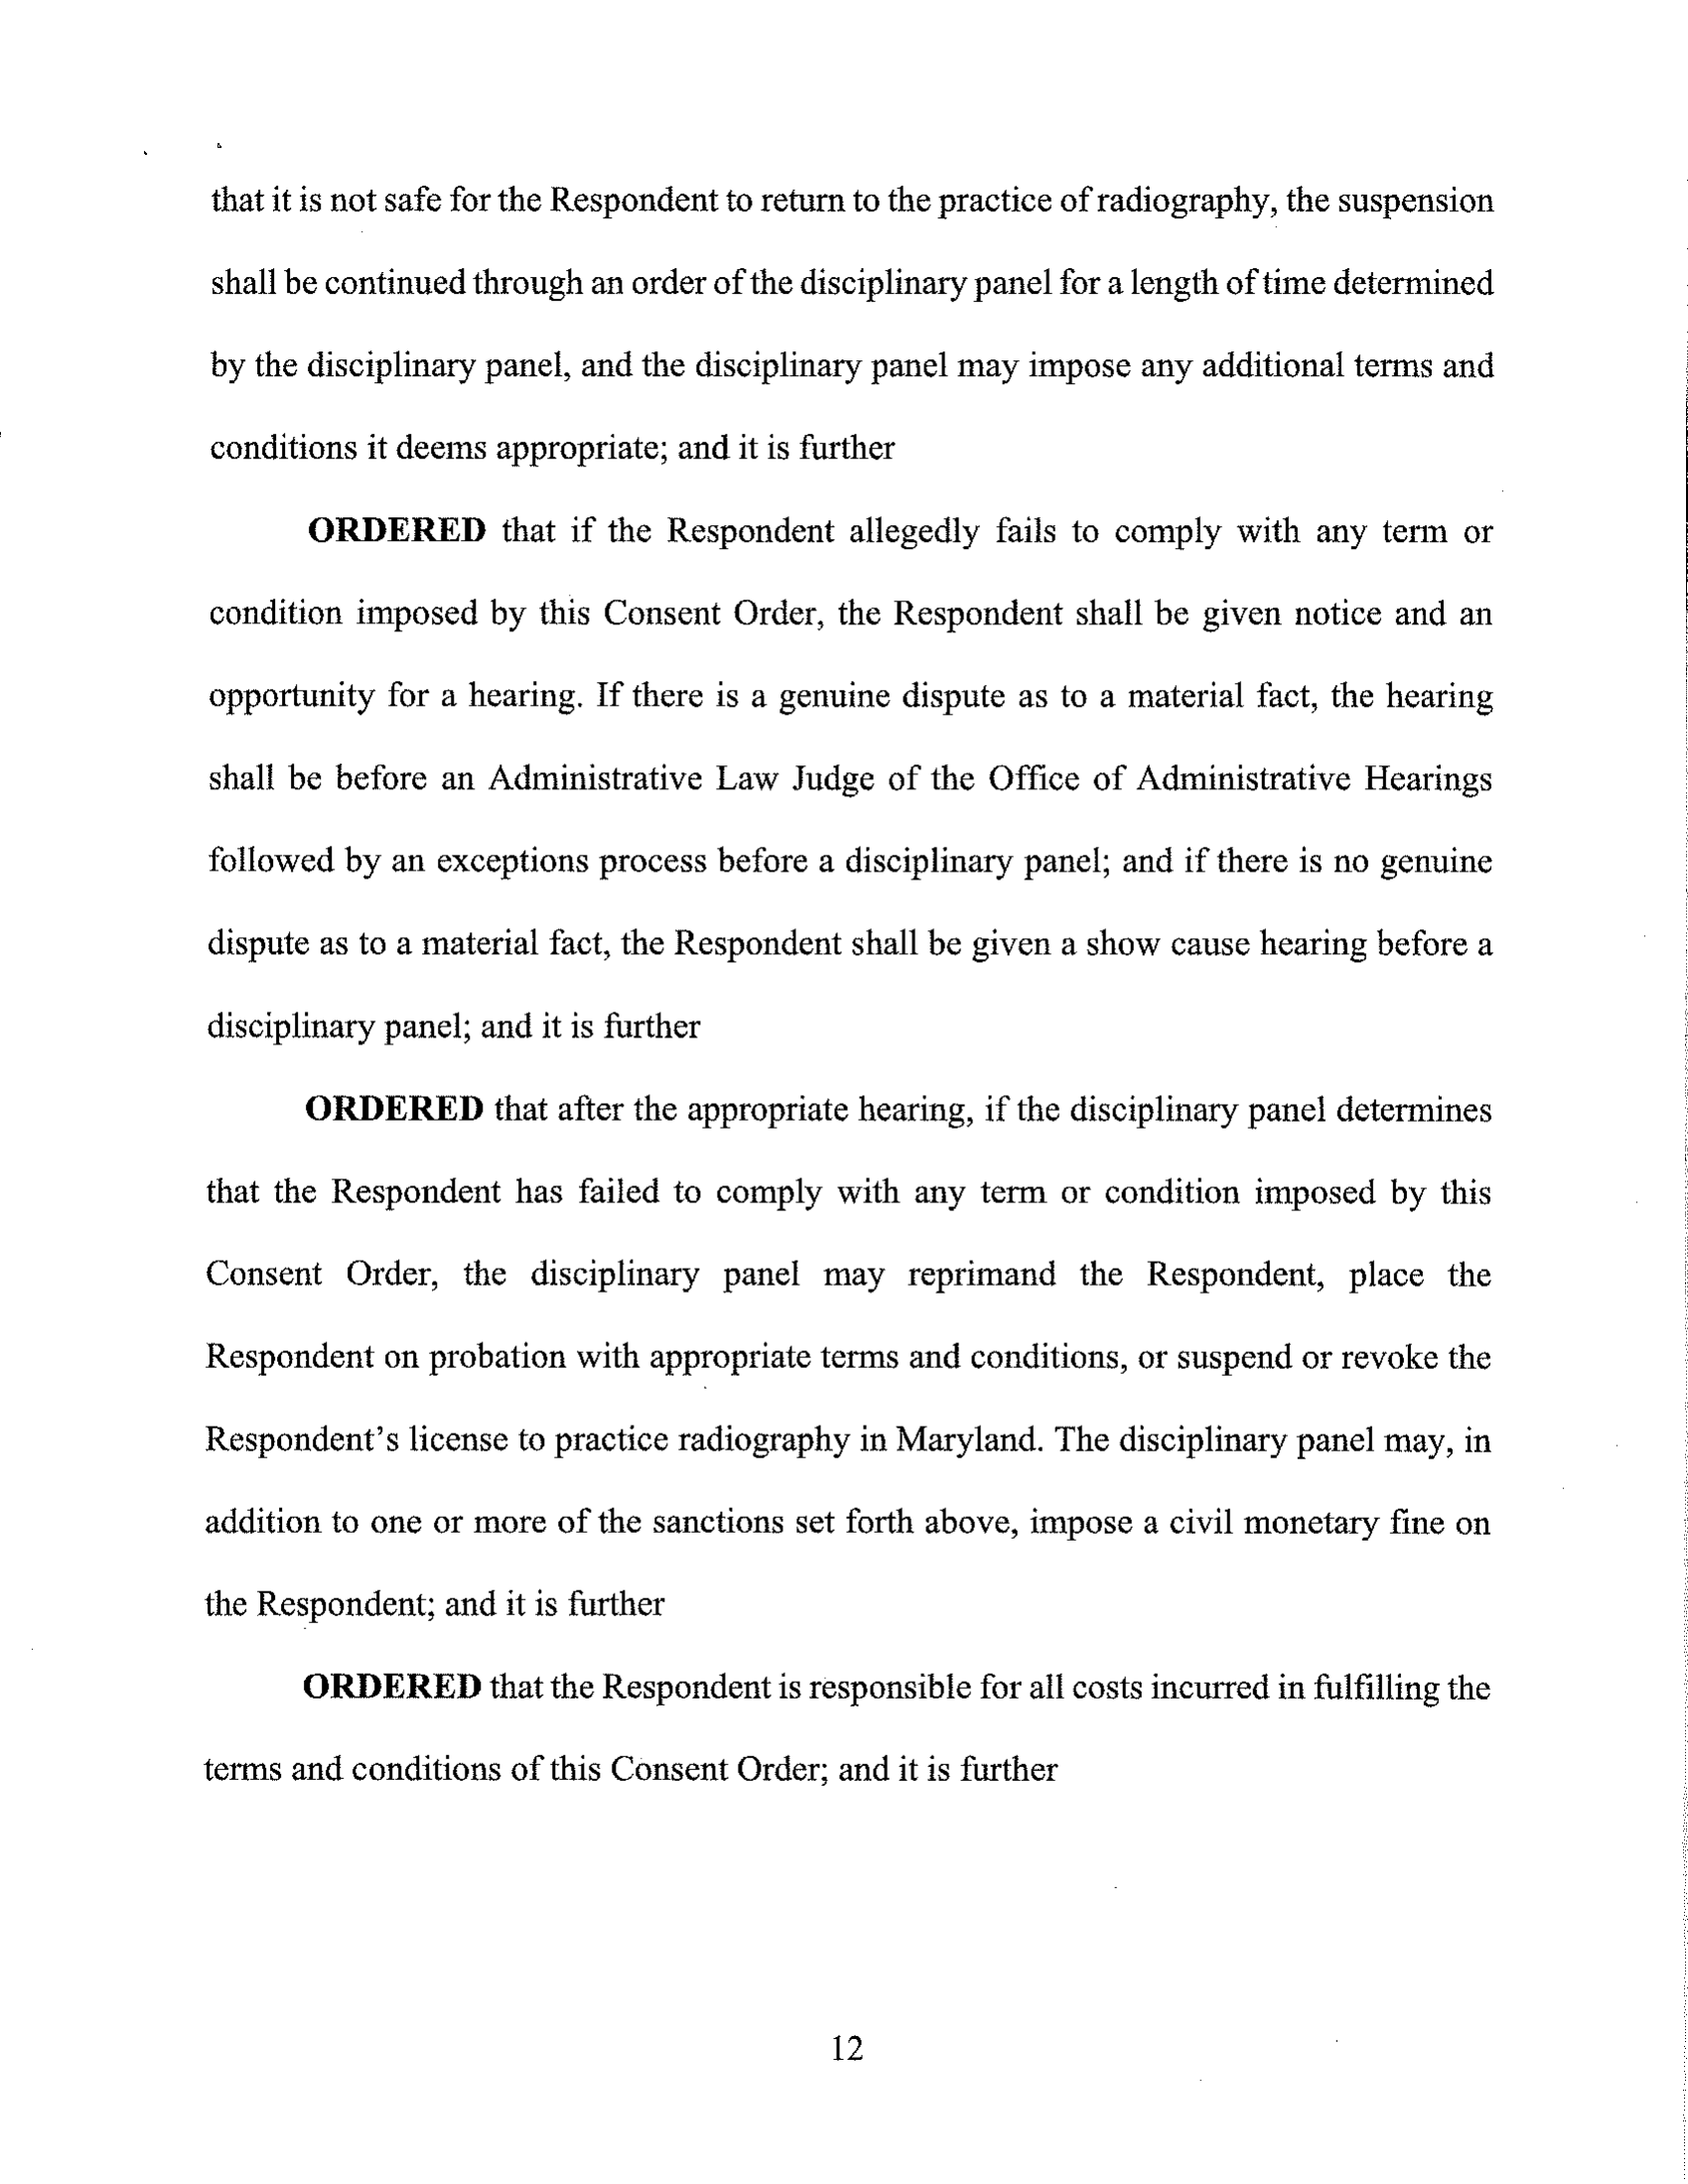 that it is not safe for the Respondent to return to the practice of radiography, the suspension
shall be continued through an order of the disciplinary panel for a length of time determined
by the disciplinary panel, and the disciplinary panel may impose any additional terms and
conditions it deems appropriate; and it is further
ORDERED that if the Respondent allegedly fails to comply with any term or
condition imposed by this Consent Order, the Respondent shall be given notice and an
opportunity for a hearing. If there is a genuine dispute as to a material fact, the hearing
shall be before an Administrative Law Judge of the Office of Administrative Hearings
followed by an exceptions process before a disciplinary panel; and if there is no genuine
dispute as to a material fact, the Respondent shall be given a show cause hearing before a
disciplinary panel; and it is further
ORDERED that after the appropriate hearing, if the disciplinary panel determines
that the Respondent has failed to comply with any term or condition imposed by this
Consent Order, the disciplinary panel may reprimand the Respondent, place the
Respondent on probation with appropriate terms and conditions, or suspend or revoke the
Respondent's license to practice radiography in Maryland. The disciplinary panel may, in
addition to one or more of the sanctions set forth above, impose a civil monetary fine on
the Respondent; and it is further
ORDERED that the Respondent is responsible for all costs incurred in fulfilling the
terms and conditions of this Consent Order; and it is further
12